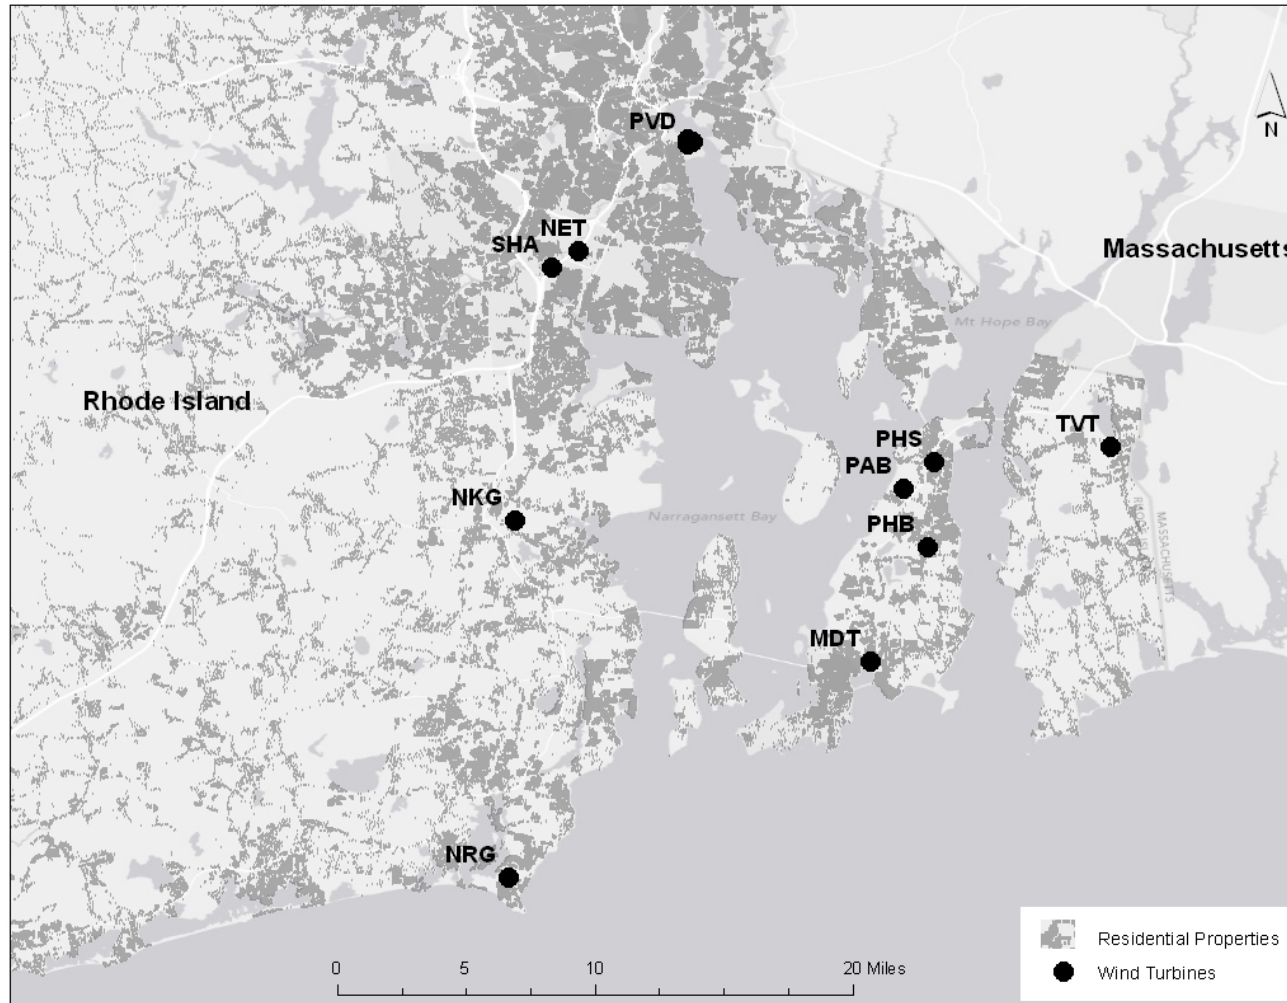 PVD
N
NET
SHA
Massachusetts
Mt Hope Bay
Rhode Island
TVT
PHS
PAB
NKG
Narragansett Bay
PHB
MASSACHUSETTS
MDT
NRG
Residential Properties
0 5 10 20 Miles
Wind Turbines